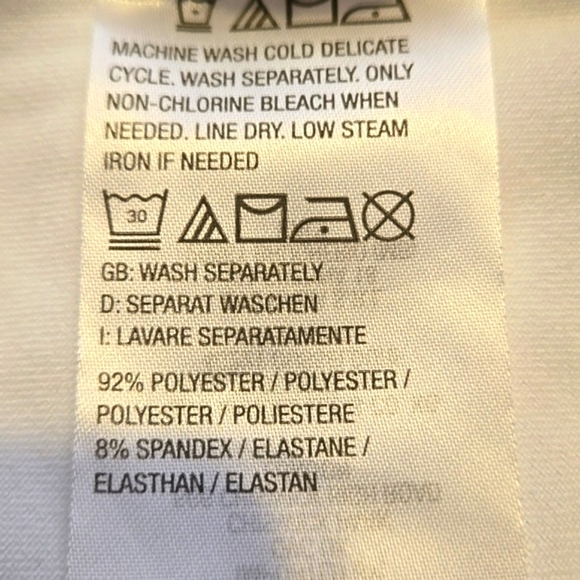 MACHINE WASH COLD DELICATE
CYCLE. WASH SEPARATELY. ONLY
NON-CHLORINE BLEACH WHEN
NEEDED. LINE DRY. LOW STEAM
IRON IF NEEDED
30
GB: WASH SEPARATELY
D: SEPARAT WASCHEN
I: LAVARE SEPARATAMENTE
92% POLYESTER / POLYESTER /
POLYESTER / POLIESTERE
8% SPANDEX / ELASTANE /
ELASTHAN / ELASTAN